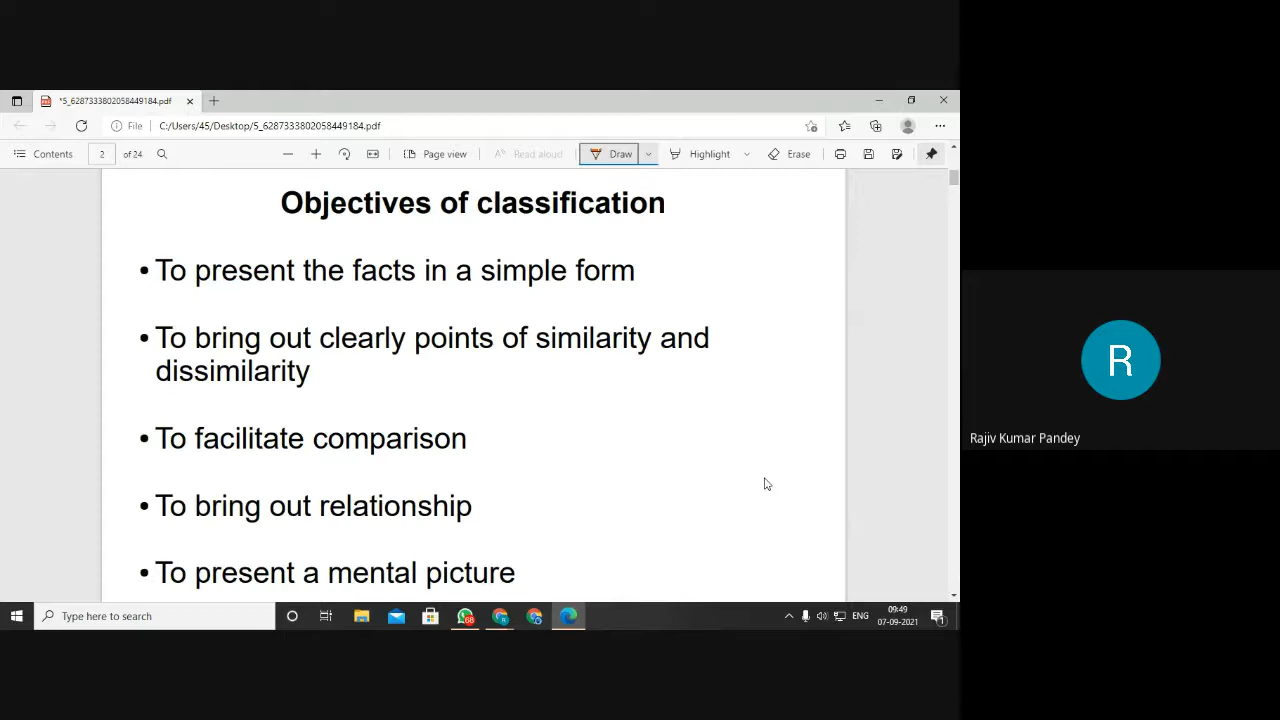 *5_6287333802058449184.pdf
File C:/Users/45/Desktop/5_6287333802058449184.pdf
Contents 2 of 24 Page view Read aloud Draw Highlight Erase
Objectives of classification
• To present the facts in a simple form
• To bring out clearly points of similarity and
dissimilarity
• To facilitate comparison
• To bring out relationship
• To present a mental picture
R
Rajiv Kumar Pandey
Type here to search
68
ENG
09:49
07-09-2021
1